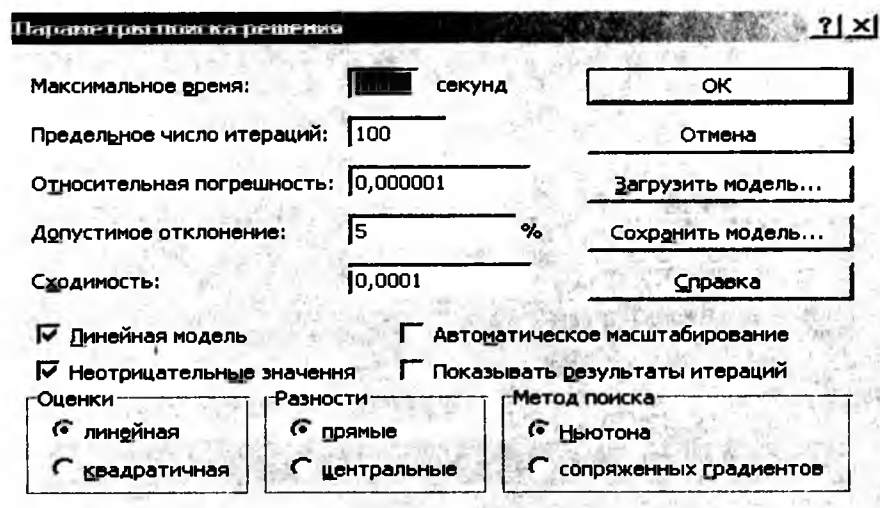 Параметры поиска решения
Максимальное время: секунд
ОК
Предельное число итераций: 100
Отмена
Относительная погрешность: 0,000001
Загрузить модель...
Допустимое отклонение: 5 %
Сохранить модель...
Сходимость: 0,0001
Справка
Линейная модель
Автоматическое масштабирование
Неотрицательные значення
Показывать результаты итераций
Оценки
линейная
квадратичная
Разности
прямые
центральные
Метод поиска
Ньютона
сопряженных градиентов